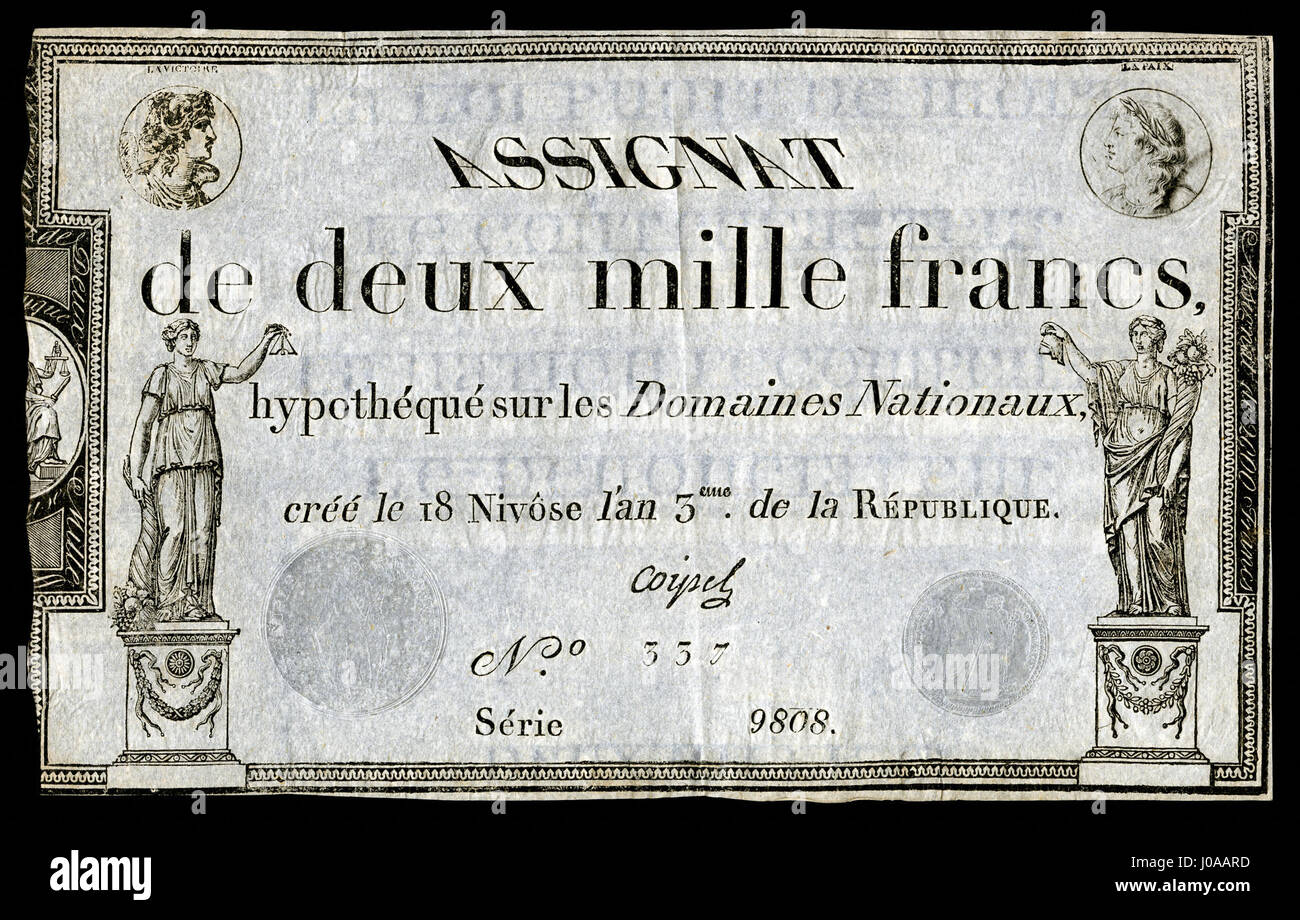 LA VICTOIRE
LA PAIX
ASSIGNAT
de deux mille francs,
hypothéqué sur les Domaines Nationaux,
créé le 18 Nivôse l'an 3eme. de la RÉPUBLIQUE.
Coipel
N.º 337
Série 9808.
alamy
alamy
Image ID: J0AARD
www.alamy.com